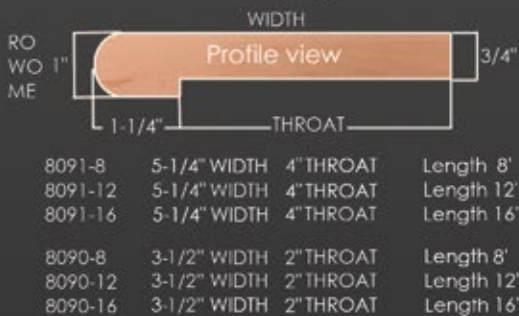 WIDTH
RO
WO 1"
ME
Profile view
3/4"
1-1/4"
THROAT
8091-8 5-1/4" WIDTH 4" THROAT Length 8'
8091-12 5-1/4" WIDTH 4" THROAT Length 12'
8091-16 5-1/4" WIDTH 4" THROAT Length 16'
8090-8 3-1/2" WIDTH 2" THROAT Length 8'
8090-12 3-1/2" WIDTH 2" THROAT Length 12'
8090-16 3-1/2" WIDTH 2" THROAT Length 16'